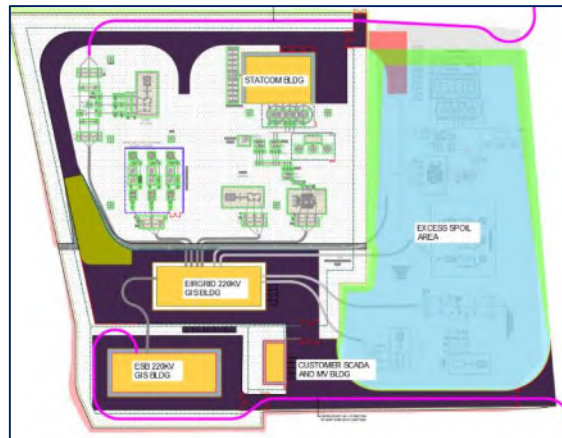 STATCOM BLDG
EXCESS SPOIL
AREA
EIRGRID 220KV
GIS BLDG
ESB 220KV
GIS BLDG
CUSTOMER SCADA
AND MV BLDG